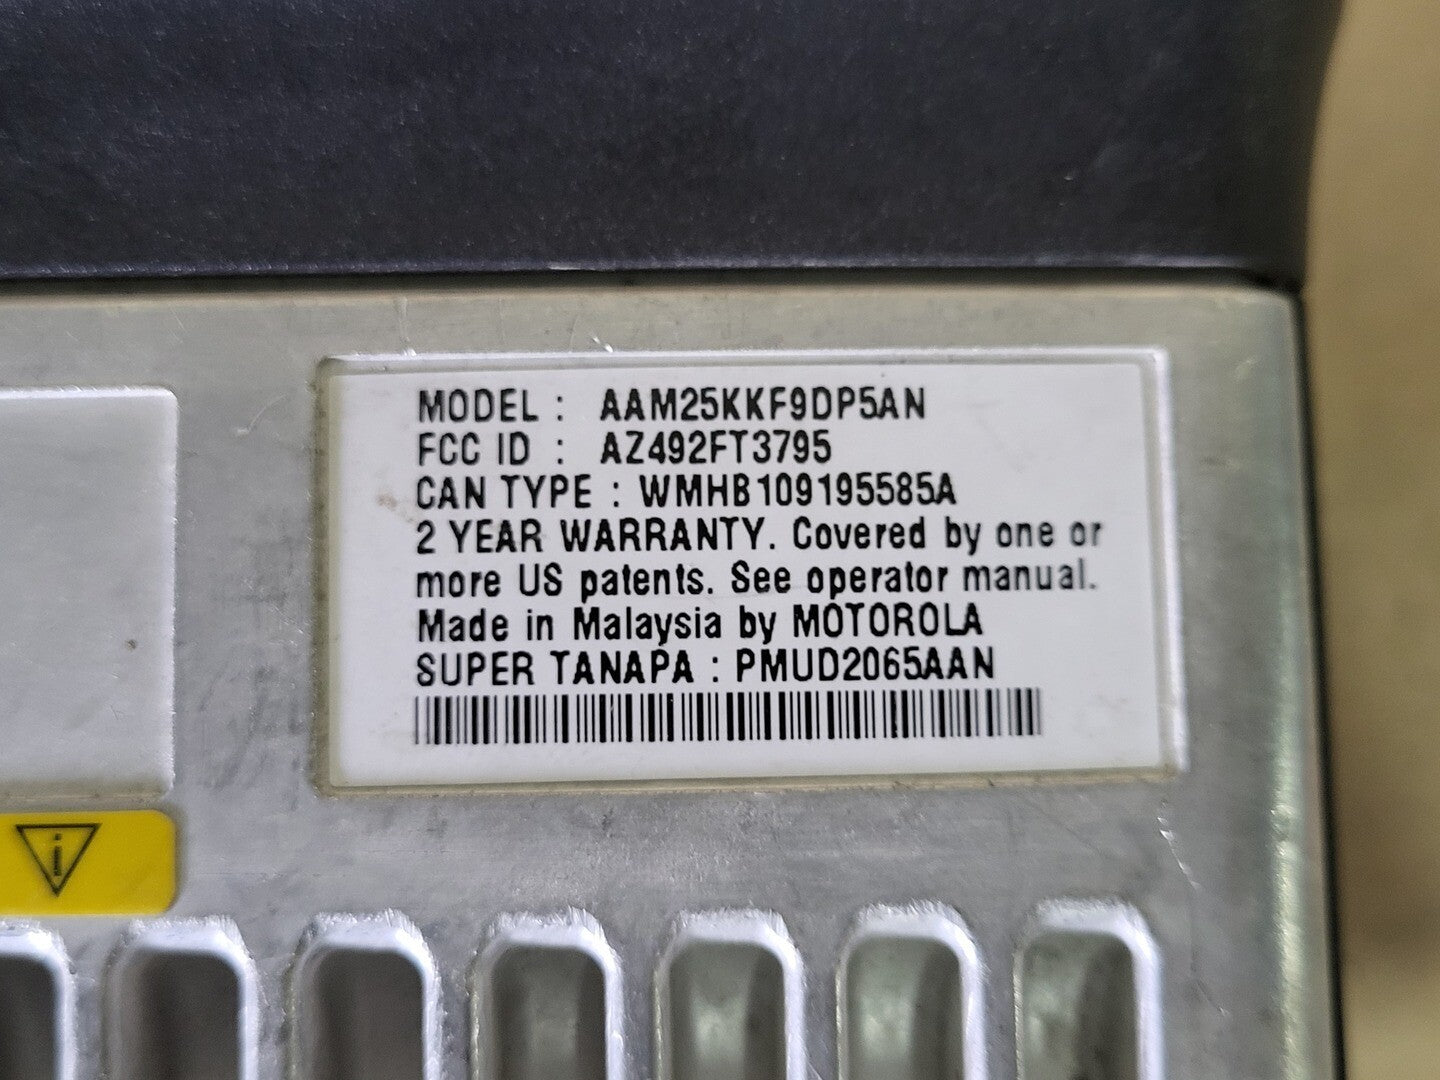 MODEL : AAM25KKF9DP5AN
FCC ID : AZ492FT3795
CAN TYPE : WMHB109195585A
2 YEAR WARRANTY. Covered by one or
more US patents. See operator manual.
Made in Malaysia by MOTOROLA
SUPER TANAPA : PMUD2065AAN
i